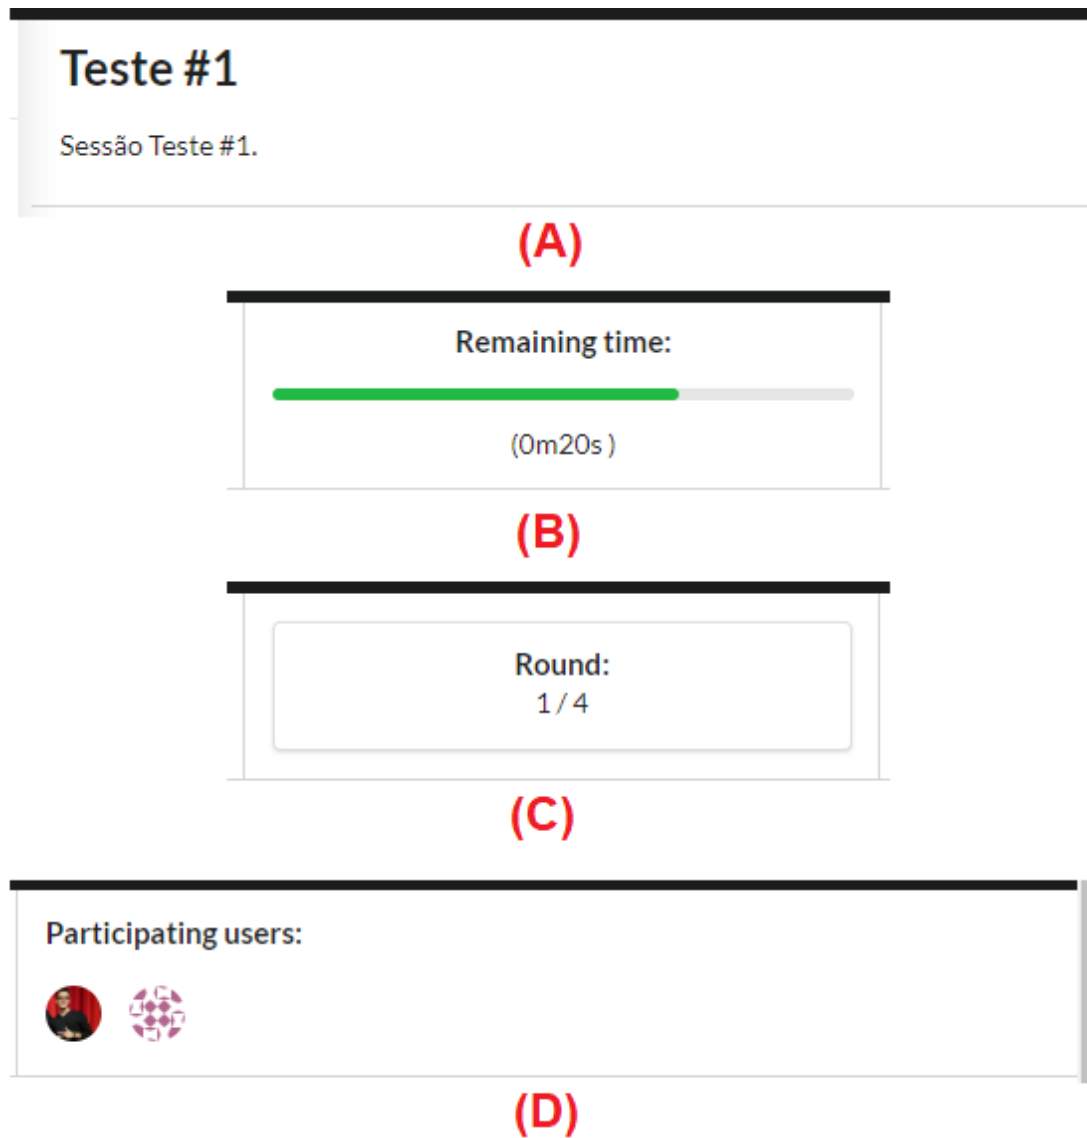 Teste #1
Sessão Teste #1.
(A)
Remaining time:
(0m20s )
(B)
Round:
1 / 4
(C)
Participating users:
(D)